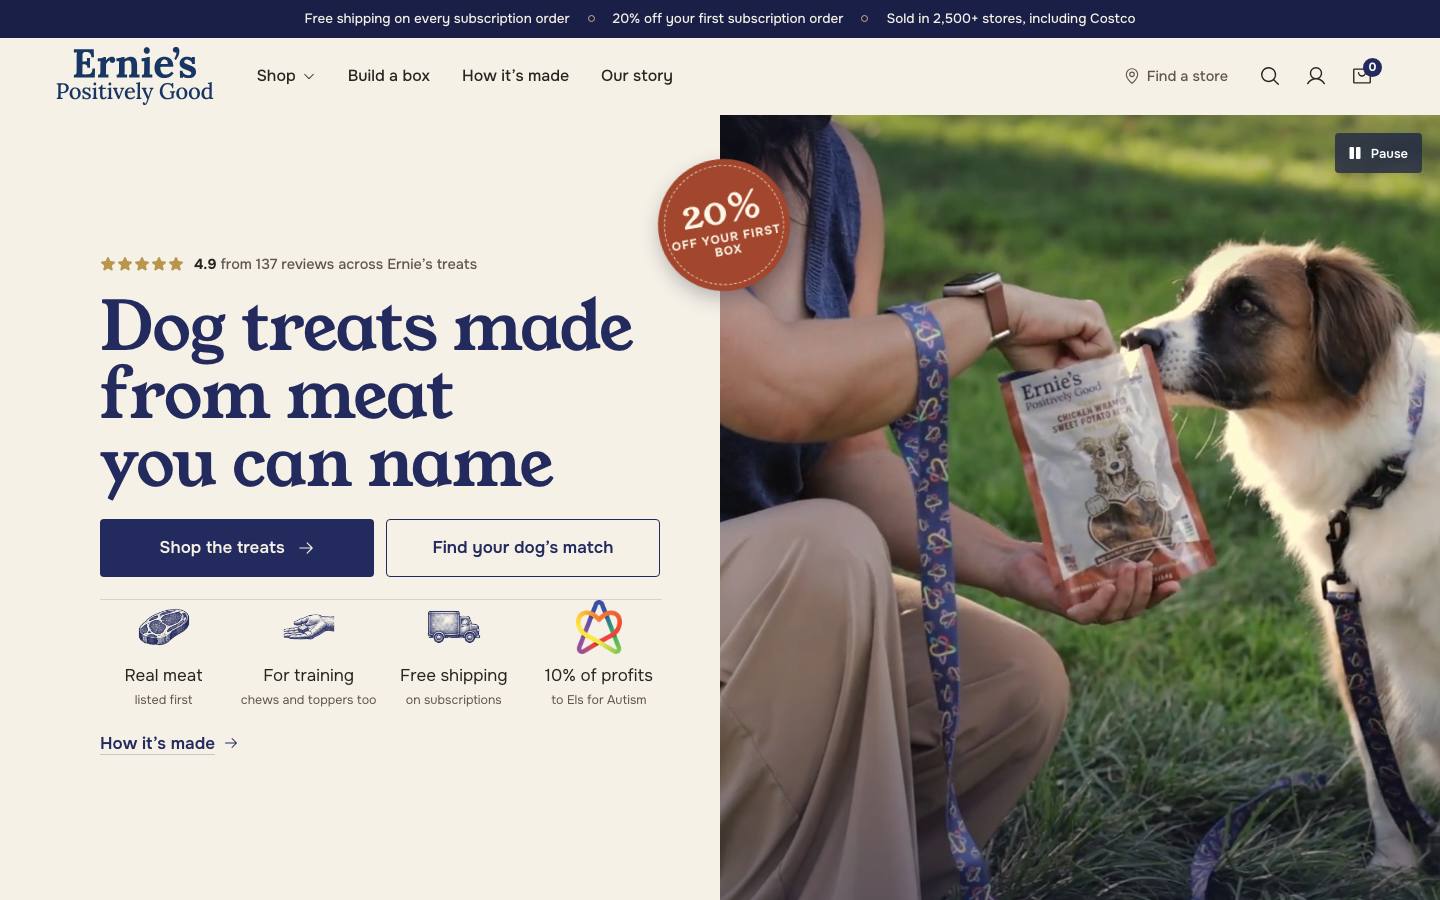 Free shipping on every subscription order
20% off your first subscription order
Sold in 2,500+ stores, including Costco
Ernie’s
Positively Good
Shop
Build a box
How it’s made
Our story
Find a store
0
Pause
20%
OFF YOUR FIRST
BOX
4.9 from 137 reviews across Ernie’s treats
Dog treats made
from meat
you can name
Shop the treats
Find your dog’s match
Real meat
listed first
For training
chews and toppers too
Free shipping
on subscriptions
10% of profits
to Els for Autism
How it’s made
Ernie’s
Positively Good
CHICKEN WRAPPED
SWEET POTATO